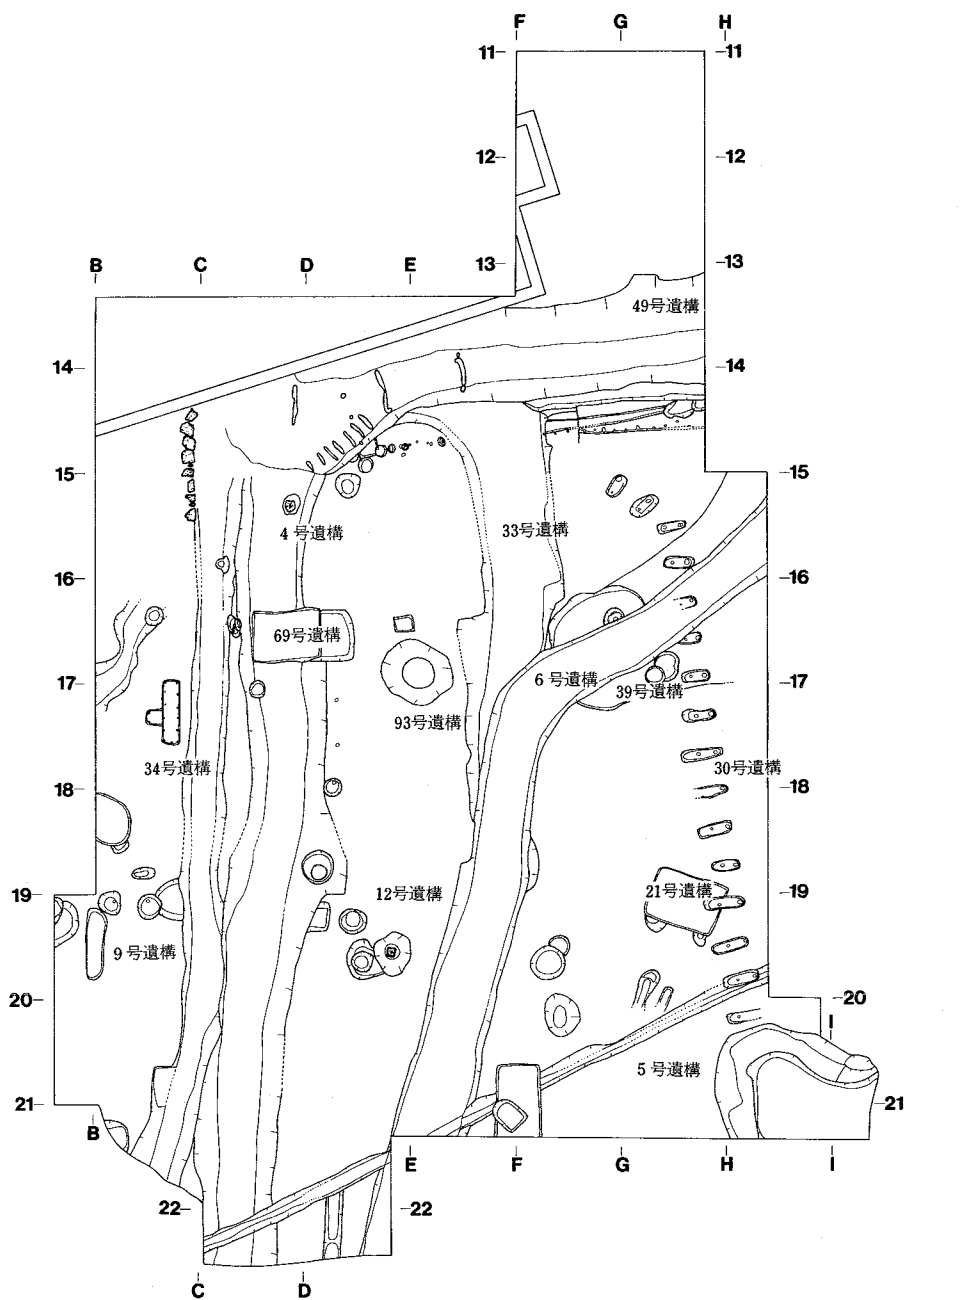 F G H
11 11
12 12
B C D E 13 13
49号遺構
14 14
15 15
4号遺構 33号遺構
16 16
69号遺構
6号遺構
17 39号遺構 17
93号遺構
34号遺構 30号遺構
18 18
19 12号遺構 21号遺構 19
9号遺構
20 20
I
5号遺構
21 21
B
E F G H I
22 22
C D